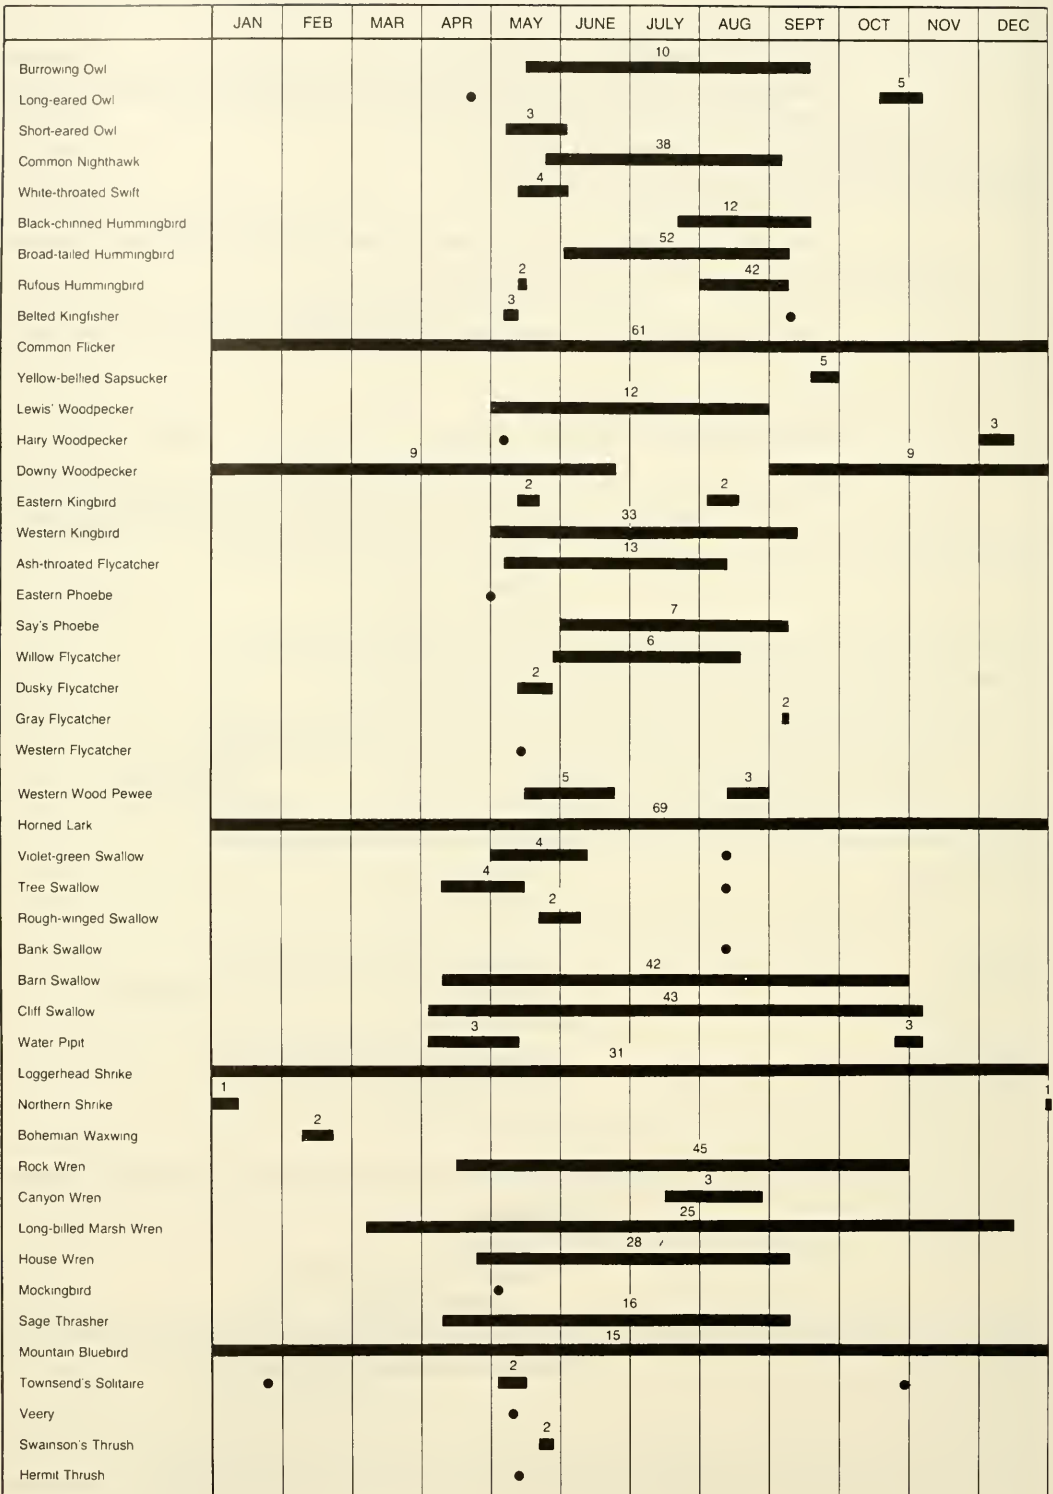 JAN FEB MAR APR MAY JUNE JULY AUG SEPT OCT NOV DEC
10
Burrowing Owl
5
Long-eared Owl
3
Short-eared Owl
38
Common Nighthawk
4
White-throated Swift
12
Black-chinned Hummingbird
52
Broad-tailed Hummingbird
2 42
Rufous Hummingbird
3
Belted Kingfisher
61
Common Flicker
5
Yellow-bellied Sapsucker
12
Lewis' Woodpecker
3
Hairy Woodpecker
9 9
Downy Woodpecker
2 2
Eastern Kingbird
33
Western Kingbird
13
Ash-throated Flycatcher
Eastern Phoebe
7
Say's Phoebe
6
Willow Flycatcher
2
Dusky Flycatcher
2
Gray Flycatcher
Western Flycatcher
5 3
Western Wood Pewee
69
Horned Lark
4
Violet-green Swallow
4
Tree Swallow
2
Rough-winged Swallow
Bank Swallow
42
Barn Swallow
43
Cliff Swallow
3 3
Water Pipit
31
Loggerhead Shrike
1 1
Northern Shrike
2
Bohemian Waxwing
45
Rock Wren
3
Canyon Wren
25
Long-billed Marsh Wren
28
House Wren
Mockingbird
16
Sage Thrasher
15
Mountain Bluebird
2
Townsend's Solitaire
Veery
2
Swainson's Thrush
Hermit Thrush